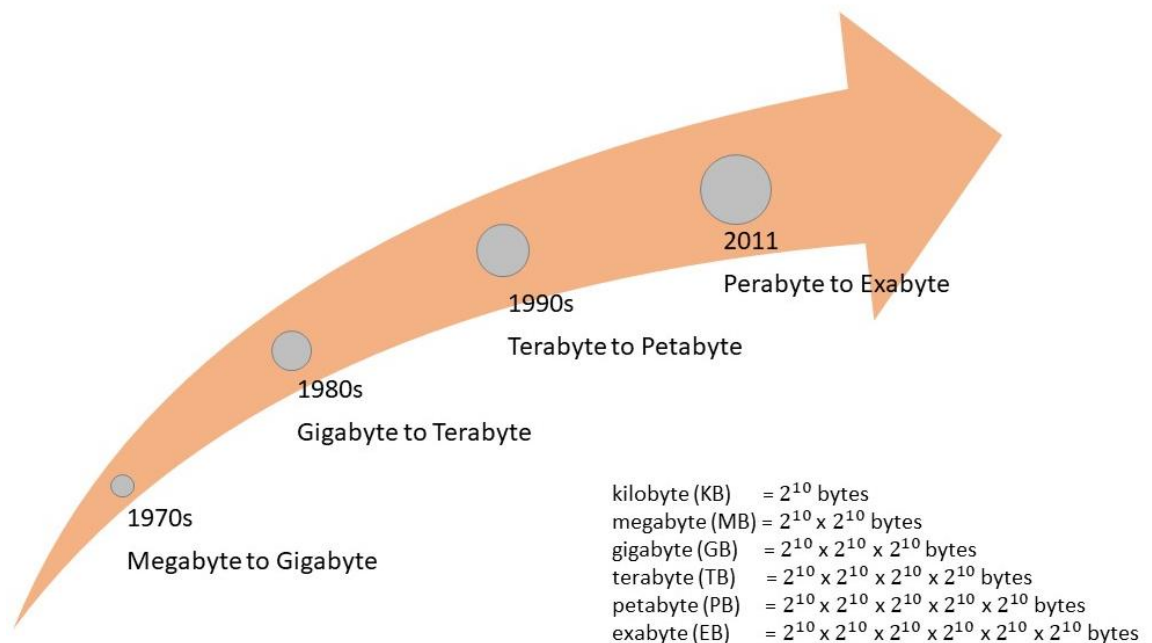 1970s
Megabyte to Gigabyte
1980s
Gigabyte to Terabyte
1990s
Terabyte to Petabyte
2011
Perabyte to Exabyte
kilobyte (KB) = 2¹⁰ bytes
megabyte (MB) = 2¹⁰ x 2¹⁰ bytes
gigabyte (GB) = 2¹⁰ x 2¹⁰ x 2¹⁰ bytes
terabyte (TB) = 2¹⁰ x 2¹⁰ x 2¹⁰ x 2¹⁰ bytes
petabyte (PB) = 2¹⁰ x 2¹⁰ x 2¹⁰ x 2¹⁰ x 2¹⁰ bytes
exabyte (EB) = 2¹⁰ x 2¹⁰ x 2¹⁰ x 2¹⁰ x 2¹⁰ x 2¹⁰ bytes